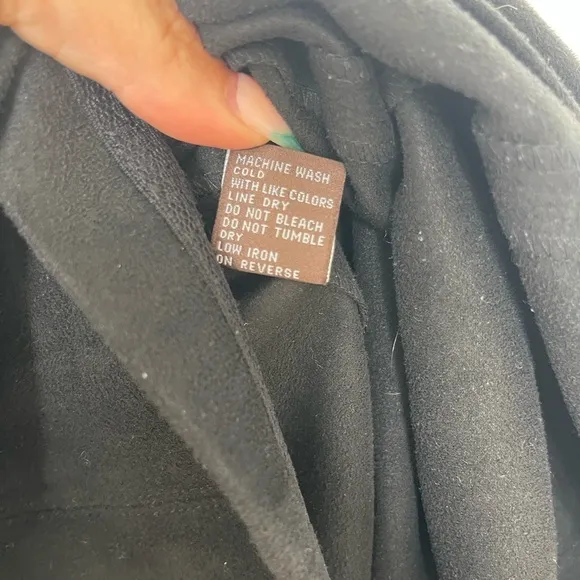 MACHINE WASH
COLD
WITH LIKE COLORS
LINE DRY
DO NOT BLEACH
DO NOT TUMBLE
DRY
LOW IRON
ON REVERSE